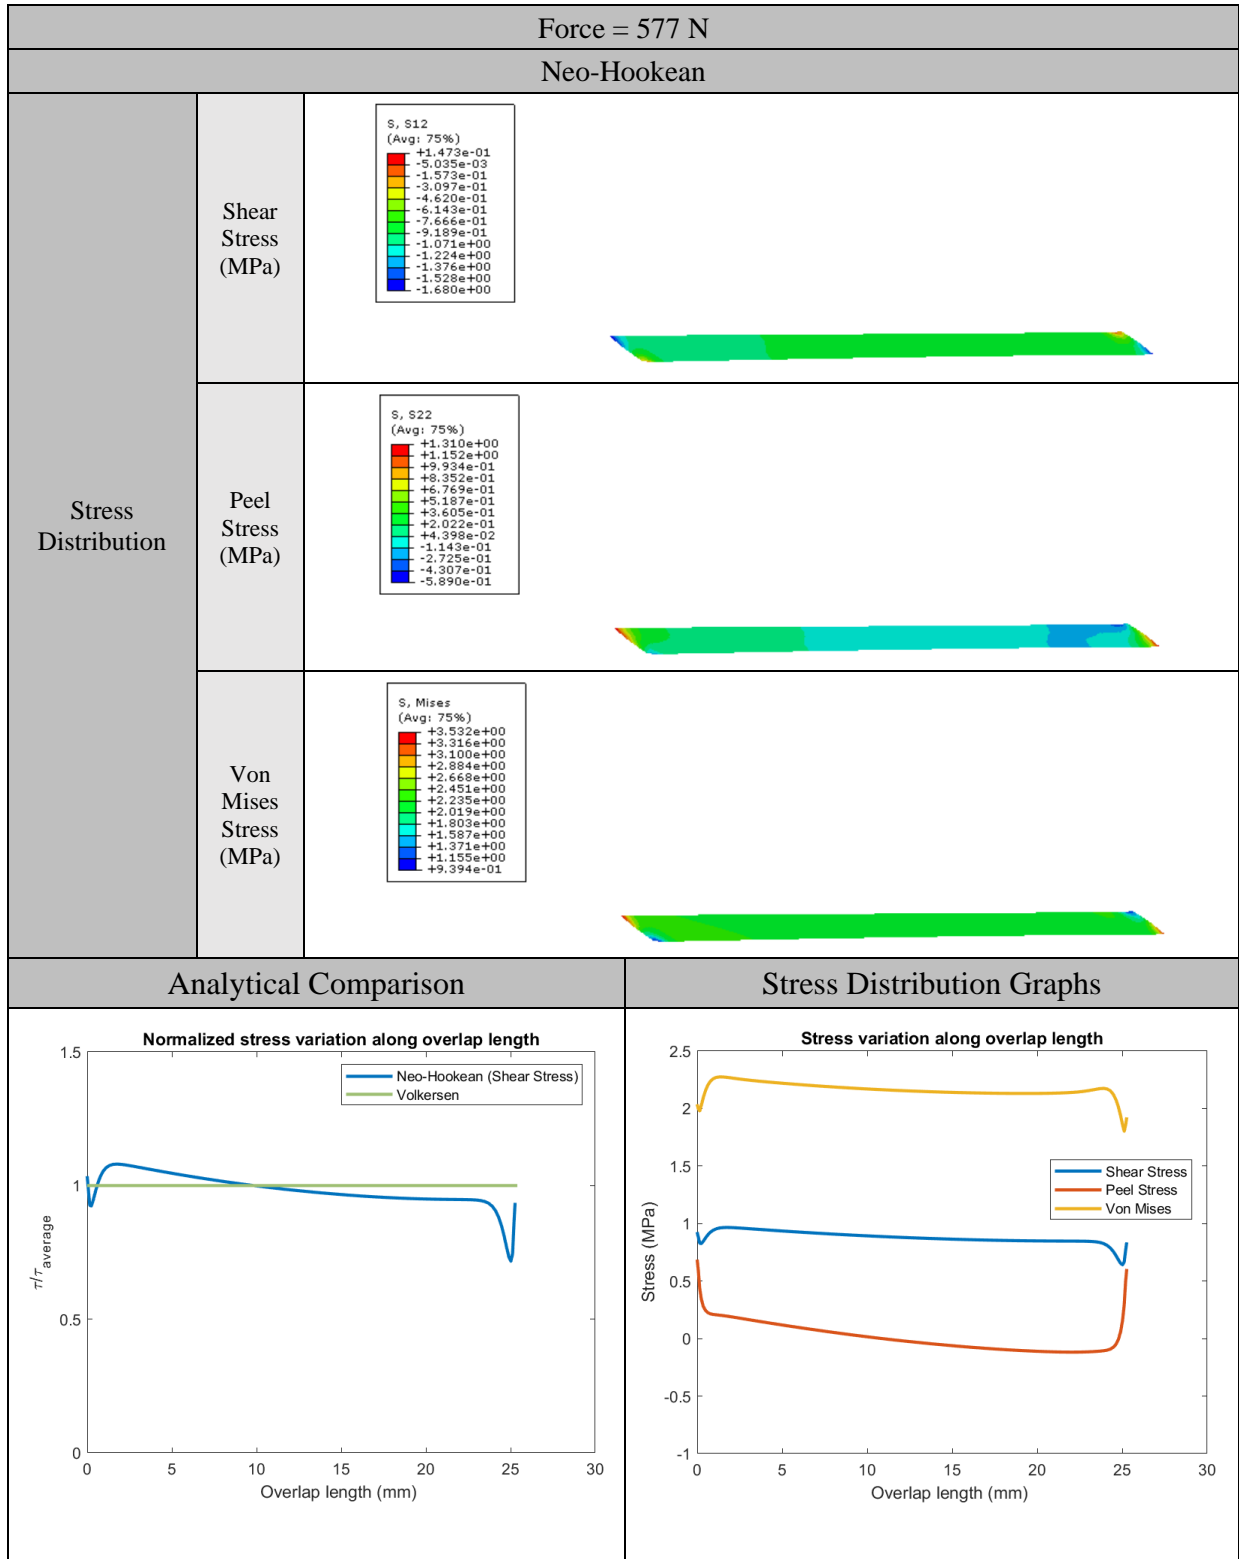 Force = 577 N
Neo-Hookean
Stress
Distribution
Shear
Stress
(MPa)
S, S12
(Avg: 75%)
+1.473e-01
-5.035e-03
-1.573e-01
-3.097e-01
-4.620e-01
-6.143e-01
-7.666e-01
-9.189e-01
-1.071e+00
-1.224e+00
-1.376e+00
-1.528e+00
-1.680e+00
Peel
Stress
(MPa)
S, S22
(Avg: 75%)
+1.310e+00
+1.152e+00
+9.934e-01
+8.352e-01
+6.769e-01
+5.187e-01
+3.605e-01
+2.022e-01
+4.398e-02
-1.143e-01
-2.725e-01
-4.307e-01
-5.890e-01
Von
Mises
Stress
(MPa)
S, Mises
(Avg: 75%)
+3.532e+00
+3.316e+00
+3.100e+00
+2.884e+00
+2.668e+00
+2.451e+00
+2.235e+00
+2.019e+00
+1.803e+00
+1.587e+00
+1.371e+00
+1.155e+00
+9.394e-01
Analytical Comparison
Stress Distribution Graphs
Normalized stress variation along overlap length
1.5
1
0.5
0
τ/τaverage
Neo-Hookean (Shear Stress)
Volkersen
0 5 10 15 20 25 30
Overlap length (mm)
Stress variation along overlap length
2.5
2
1.5
1
0.5
0
-0.5
-1
Stress (MPa)
Shear Stress
Peel Stress
Von Mises
0 5 10 15 20 25 30
Overlap length (mm)